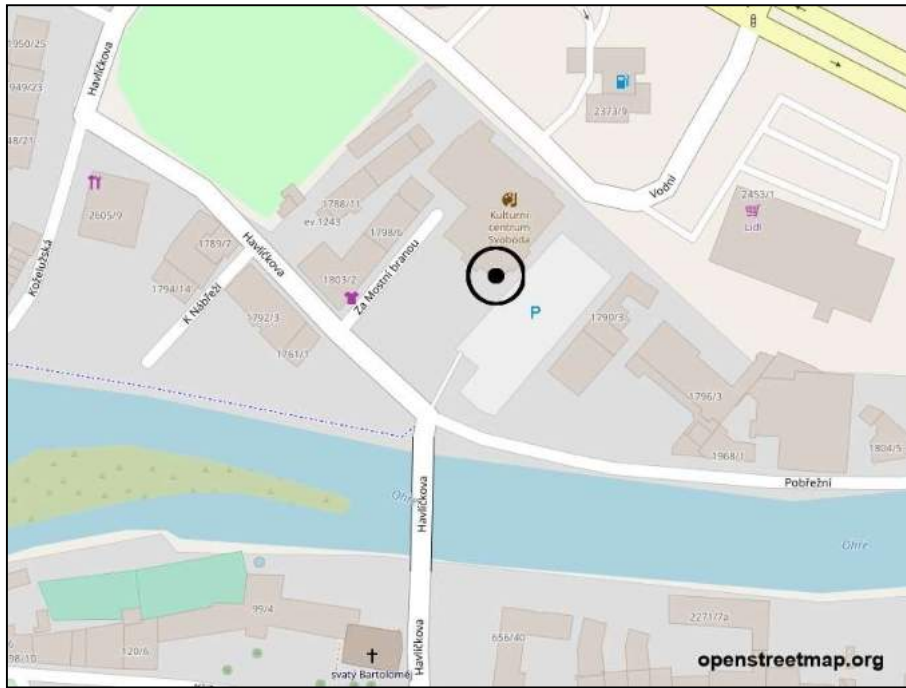 1950/25
Havlíčkova
949/23
48/21
2373/9
Vodní
2453/1
Lidl
Kulturní
centrum
Svoboda
1788/11
ev.1243
1798/6
2605/9
1789/7
Havlíčkova
Koželužská
1794/14
K Nábřeží
1803/2
Za Mostní branou
1792/3
1761/1
P
1790/3
1796/3
1968/1
1804/5
Pobřežní
Ohře
Havlíčkova
Ohře
99/4
120/6
98/10
656/40
2271/7a
Havlíčkova
svatý Bartoloměj
openstreetmap.org